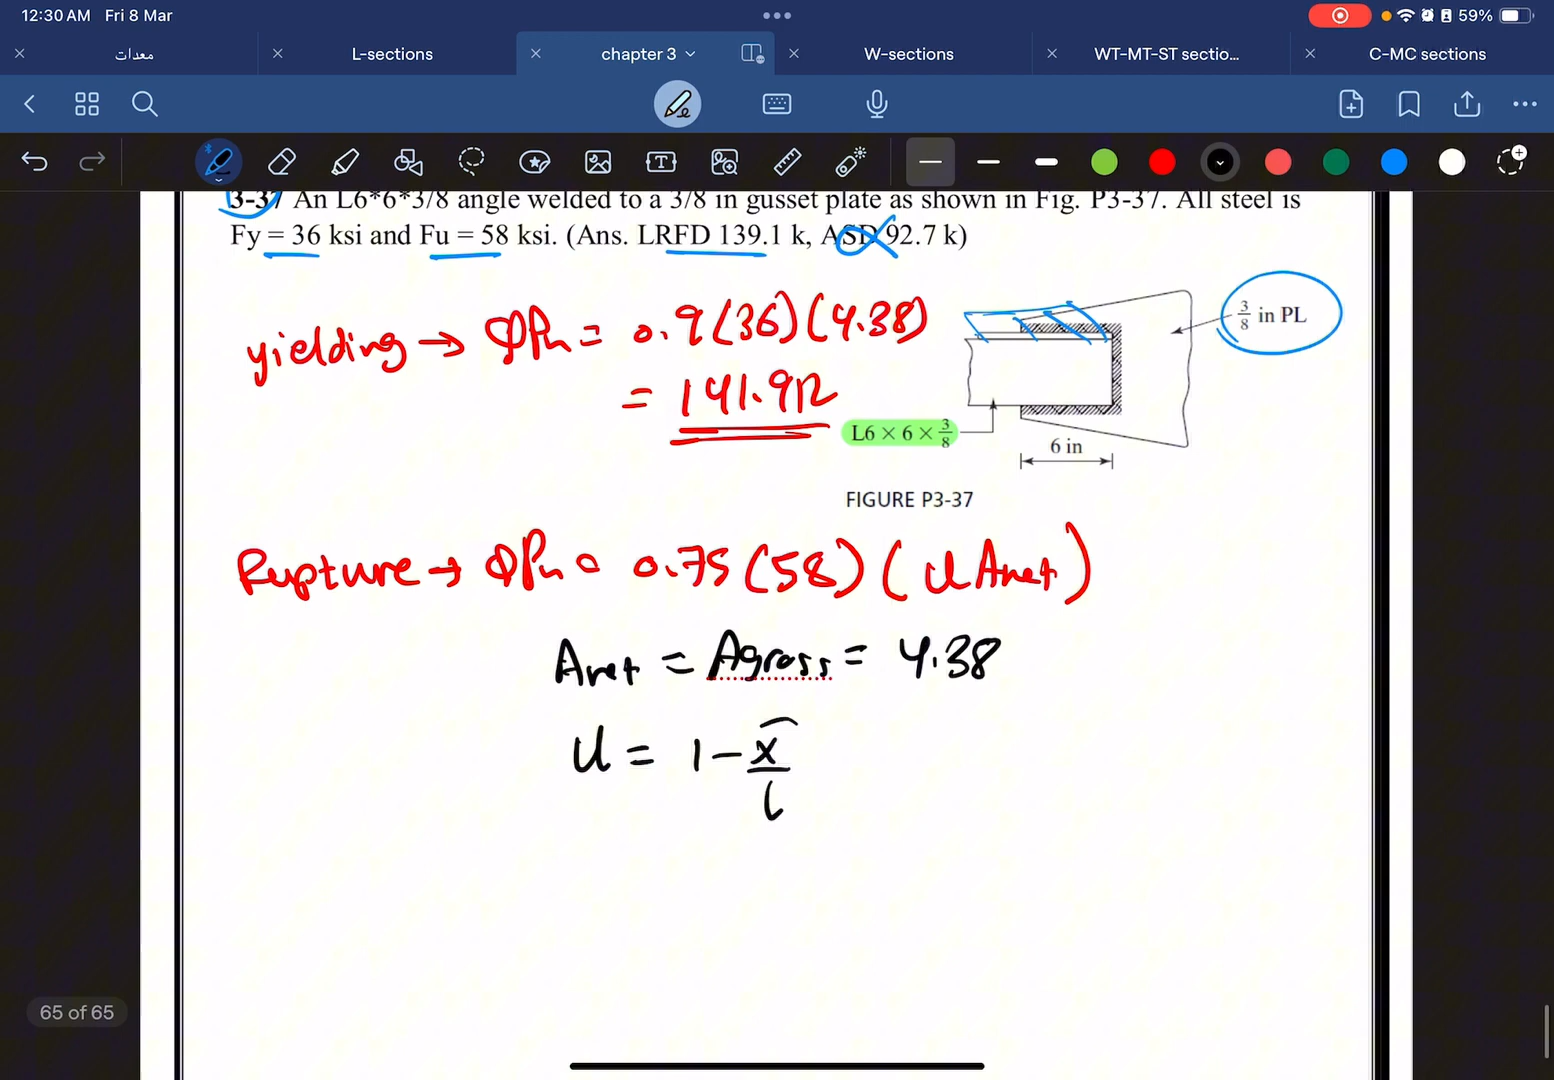 12:30 AM Fri 8 Mar
59%
معدات
L-sections
chapter 3
W-sections
WT-MT-ST sectio...
C-MC sections
3-37 An L6*6*3/8 angle welded to a 3/8 in gusset plate as shown in Fig. P3-37. All steel is
Fy = 36 ksi and Fu = 58 ksi. (Ans. LRFD 139.1 k, ASD 92.7 k)
yielding → ΦPn = 0.9(36)(4.38)
= 141.912
3/8 in PL
L6 × 6 × 3/8
6 in
FIGURE P3-37
Rupture → ΦPn = 0.75(58)(U Anet)
Anet = Agross = 4.38
U = 1 - x̄/L
65 of 65